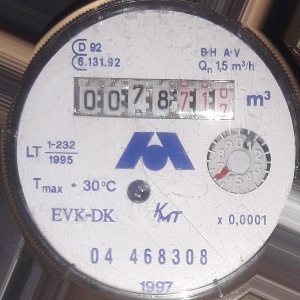 D 92
6.131.92
B·H A·V
Qn 1,5 m³/h
0 0 7 8 7 1 m³
LT 1-232
1995
Tmax + 30°C
EVK-DK
x 0,0001
04 468308
1997